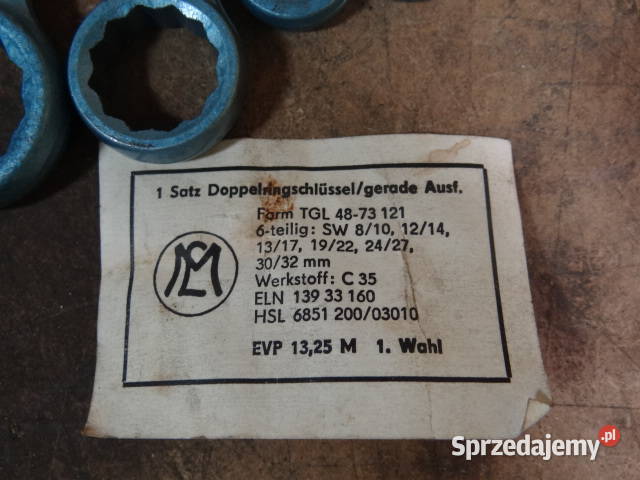 1 Satz Doppelringschlüssel/gerade Ausf.
Form TGL 48-73 121
6-teilig: SW 8/10, 12/14,
13/17, 19/22, 24/27,
30/32 mm
Werkstoff: C 35
ELN 139 33 160
HSL 6851 200/03010
EVP 13,25 M 1. Wahl
Sprzedajemy.pl